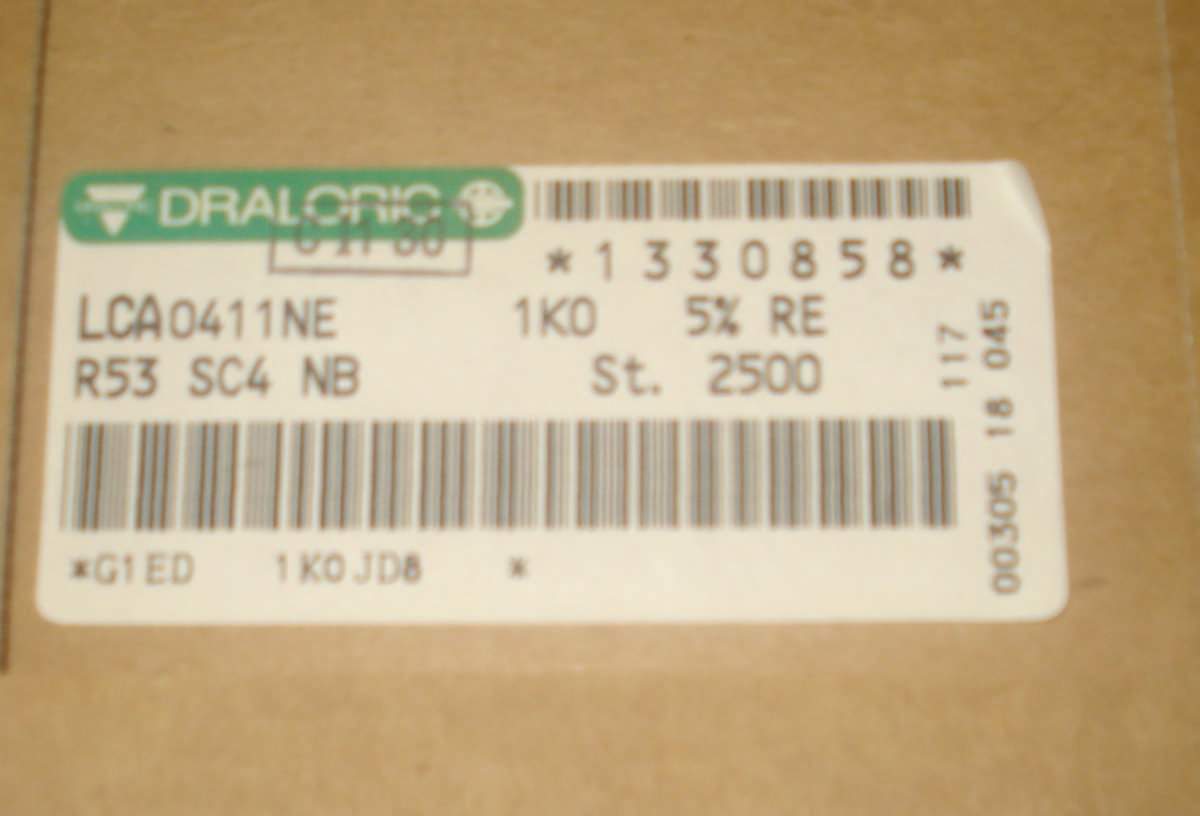 DRALORIC
*1330858*
LCA0411NE 1K0 5% RE
R53 SC4 NB St. 2500
*G1ED 1K0JD8 *
117
00305 18 045